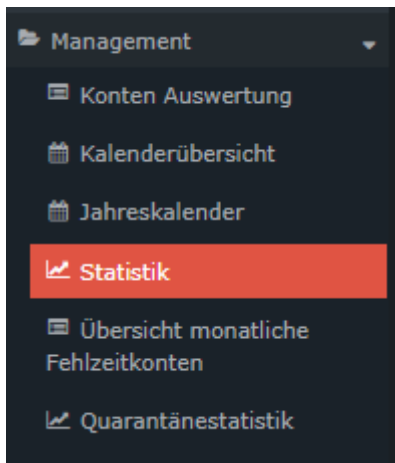 Management
Konten Auswertung
Kalenderübersicht
Jahreskalender
Statistik
Übersicht monatliche
Fehlzeitkonten
Quarantänestatistik